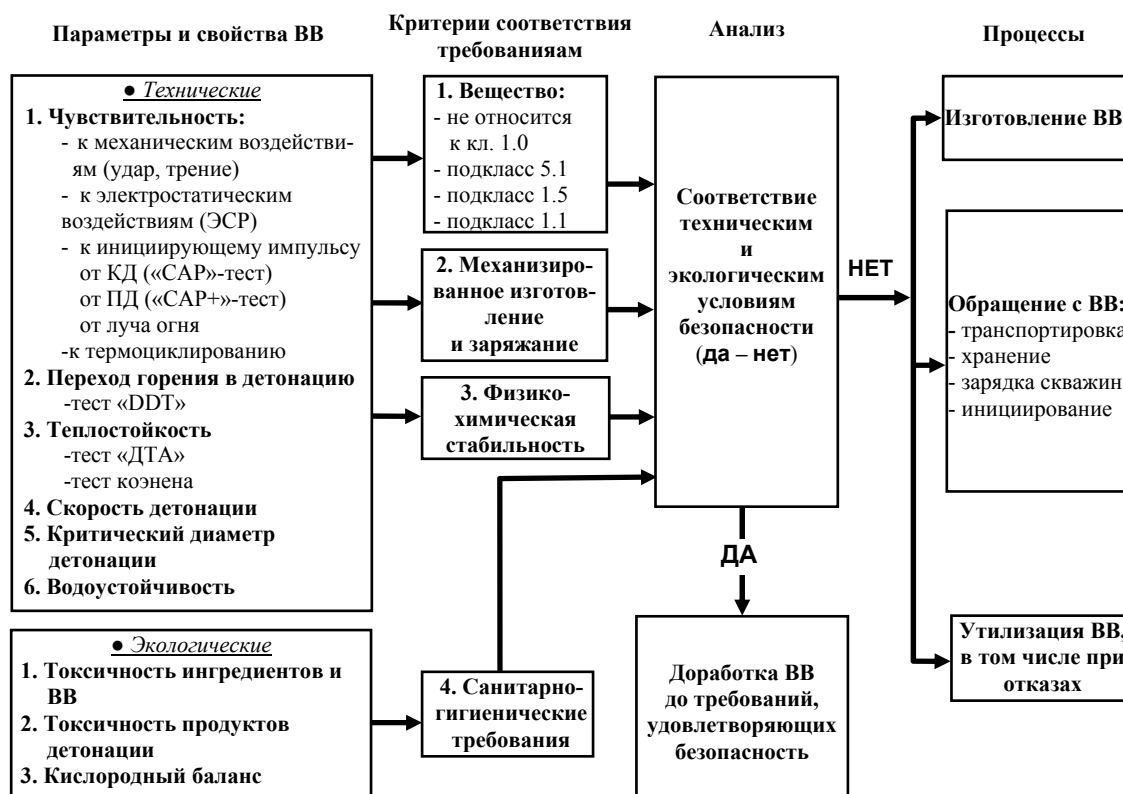 Параметры и свойства ВВ
● Технические
1. Чувствительность:
- к механическим воздействи-
ям (удар, трение)
- к электростатическим
воздействиям (ЭСР)
- к инициирующему импульсу
от КД («САР»-тест)
от ПД («САР+»-тест)
от луча огня
-к термоциклированию
2. Переход горения в детонацию
-тест «DDT»
3. Теплостойкость
-тест «ДТА»
-тест коэнена
4. Скорость детонации
5. Критический диаметр
детонации
6. Водоустойчивость
● Экологические
1. Токсичность ингредиентов и
ВВ
2. Токсичность продуктов
детонации
3. Кислородный баланс
Критерии соответствия
требованияам
1. Вещество:
- не относится
к кл. 1.0
- подкласс 5.1
- подкласс 1.5
- подкласс 1.1
2. Механизиро-
ванное изготов-
ление
и заряжание
3. Физико-
химическая
стабильность
4. Санитарно-
гигиенические
требования
Анализ
Соответствие
техническим
и
экологическим
условиям
безопасности
(да – нет)
НЕТ
ДА
Доработка ВВ
до требований,
удовлетворяющих
безопасность
Процессы
Изготовление ВВ
Обращение с ВВ:
- транспортировка
- хранение
- зарядка скважин
- инициирование
Утилизация ВВ,
в том числе при
отказах